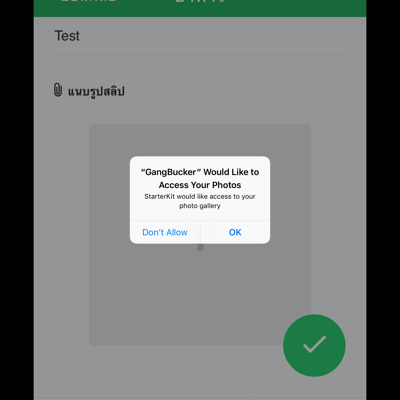 Test
แนบรูปสลิป
“GangBucker” Would Like to
Access Your Photos
StarterKit would like access to your
photo gallery
Don't Allow
OK